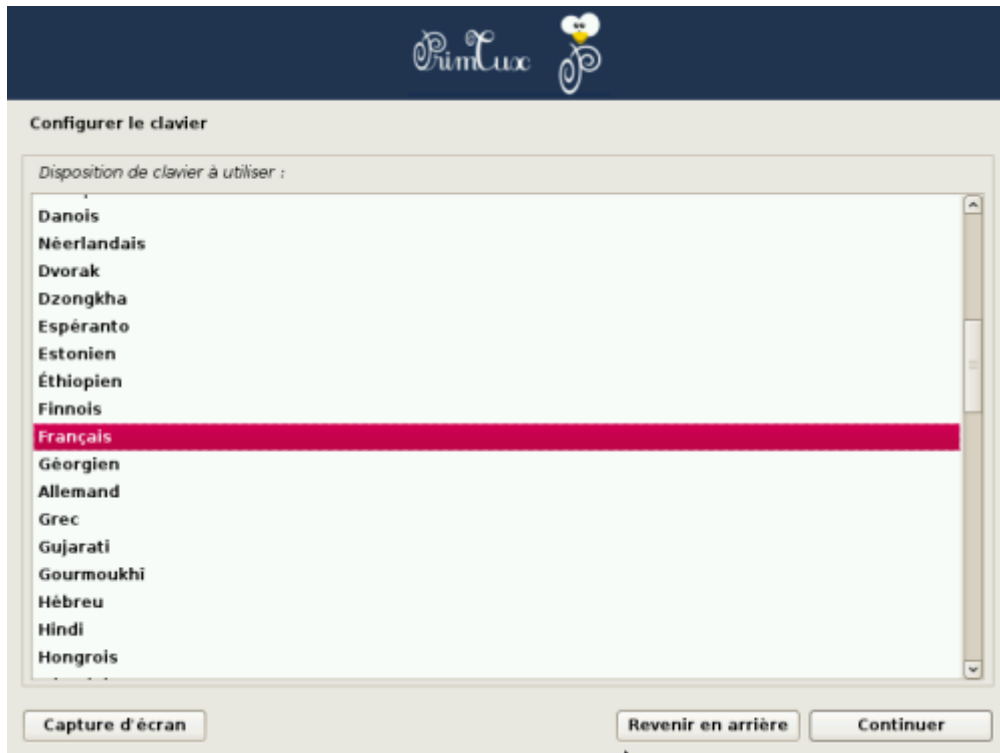 PrimTux
Configurer le clavier
Disposition de clavier à utiliser :
Danois
Néerlandais
Dvorak
Dzongkha
Espéranto
Estonien
Éthiopien
Finnois
Français
Géorgien
Allemand
Grec
Gujarati
Gourmoukhî
Hébreu
Hindi
Hongrois
Capture d'écran Revenir en arrière Continuer